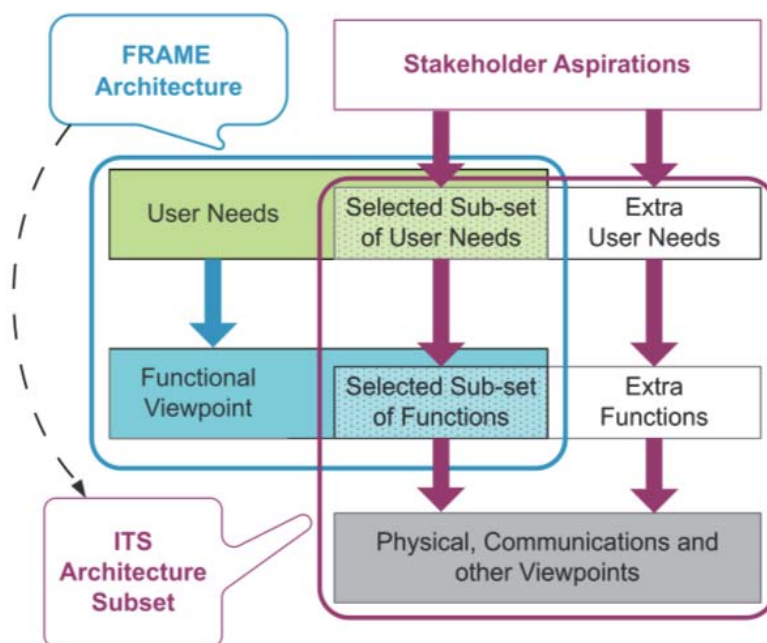 FRAME
Architecture
Stakeholder Aspirations
User Needs
Selected Sub-set
of User Needs
Extra
User Needs
Functional
Viewpoint
Selected Sub-set
of Functions
Extra
Functions
ITS
Architecture
Subset
Physical, Communications and
other Viewpoints